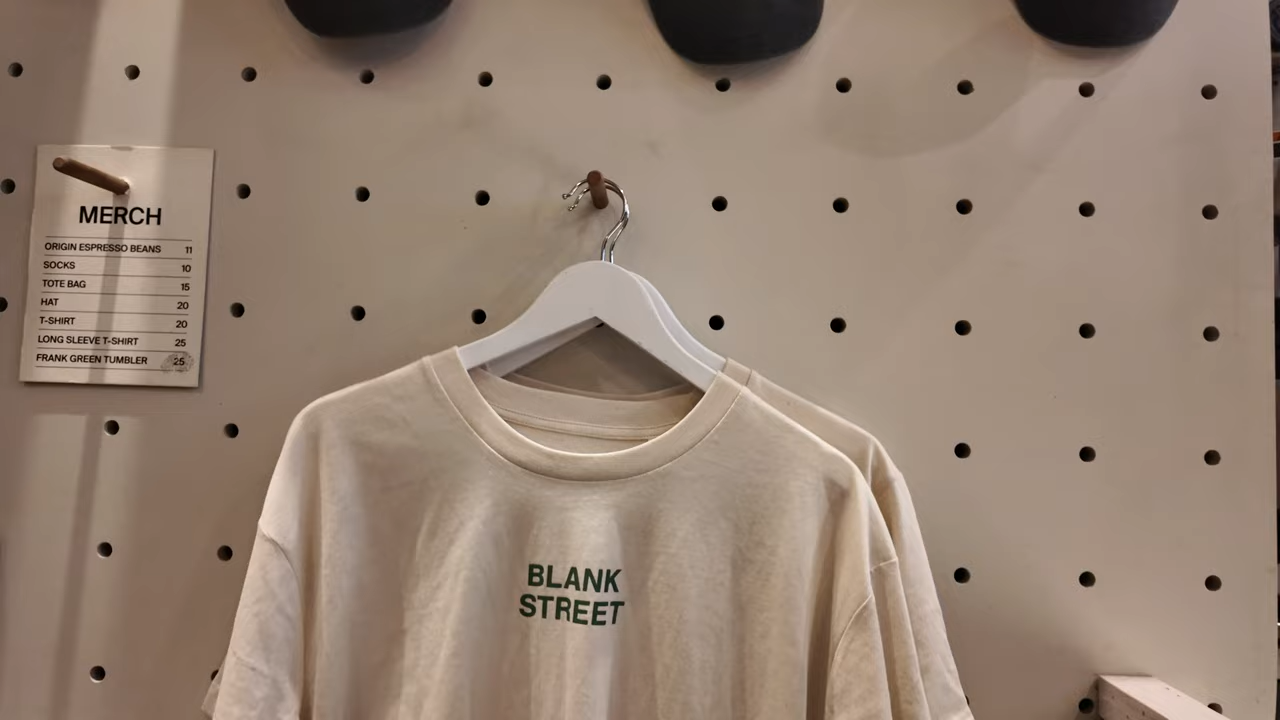 MERCH
ORIGIN ESPRESSO BEANS 11
SOCKS 10
TOTE BAG 15
HAT 20
T-SHIRT 20
LONG SLEEVE T-SHIRT 25
FRANK GREEN TUMBLER 25
BLANK
STREET